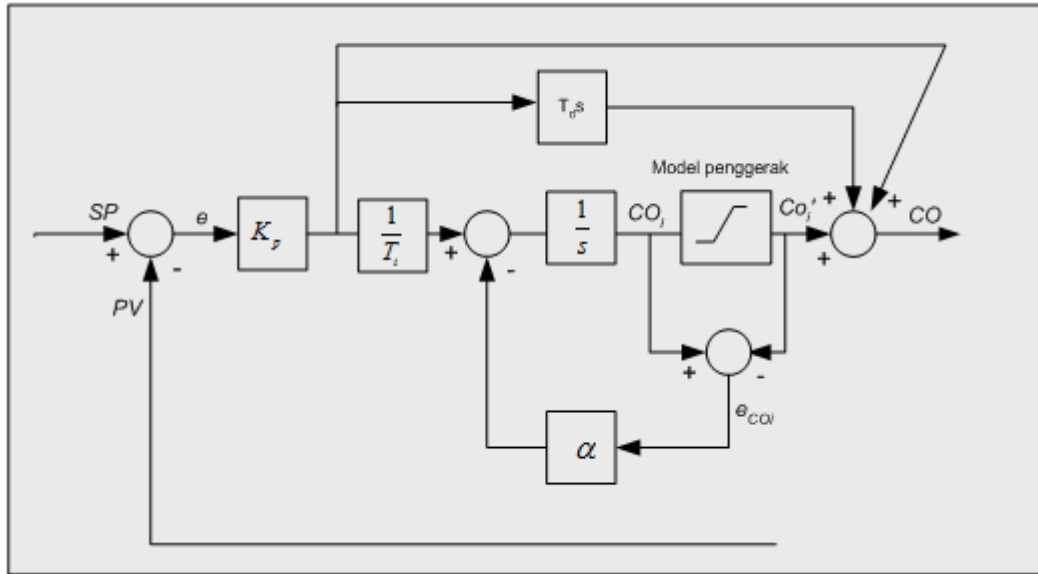 T_d s
Model penggerak
SP
+
-
e
K_p
1
T_i
+
-
1
s
CO_i
Co_i'
+
+
+
CO
PV
+
-
e_COi
α